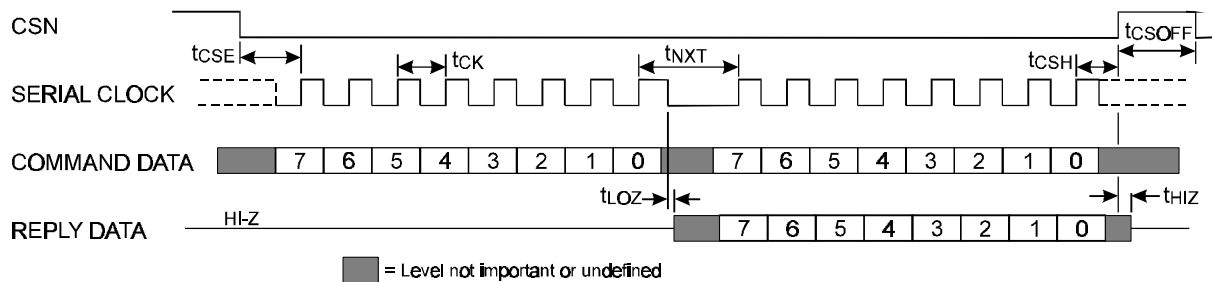 CSN
tCSE
tCK
tNXT
tCSH
tCSOFF
SERIAL CLOCK
COMMAND DATA
7 6 5 4 3 2 1 0 7 6 5 4 3 2 1 0
tLOZ
tHIZ
REPLY DATA
HI-Z
7 6 5 4 3 2 1 0
= Level not important or undefined